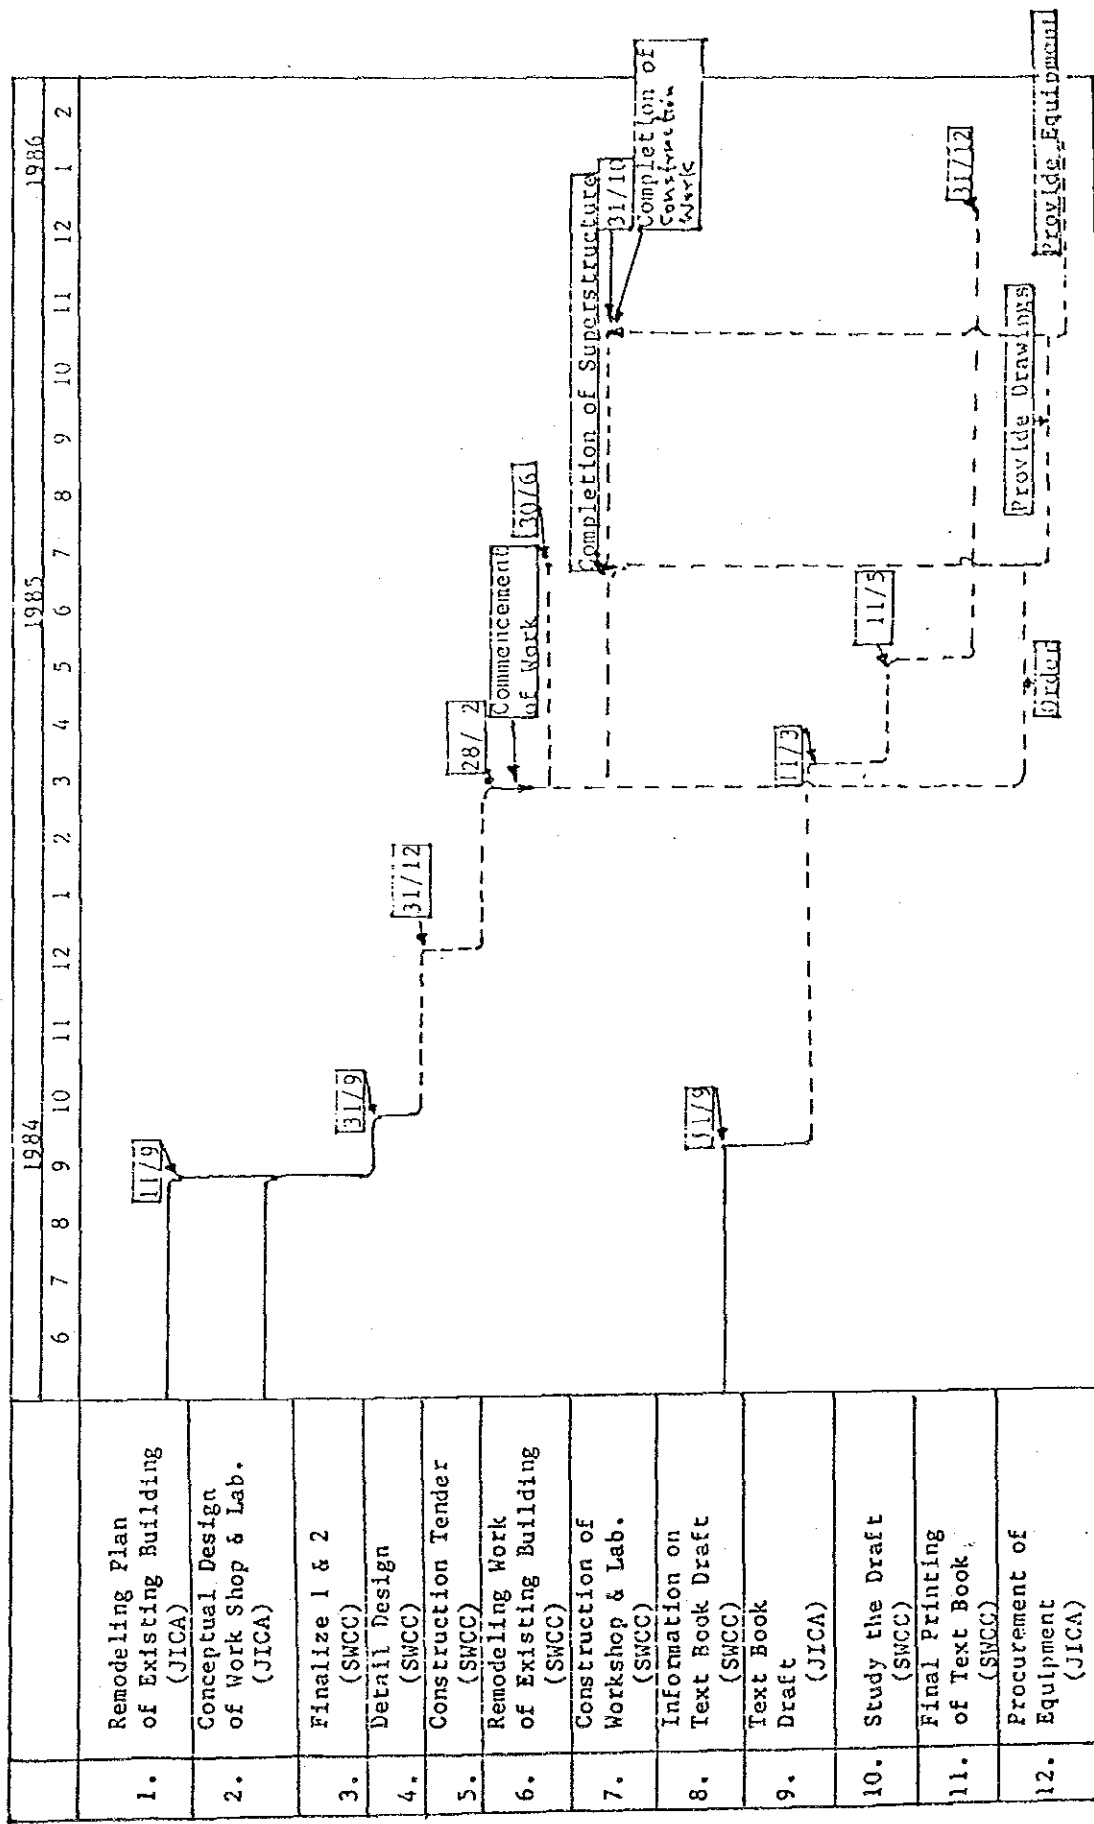 1984
1985
1986
6 7 8 9 10 11 12 1 2 3 4 5 6 7 8 9 10 11 12 1 2
1. Remodeling Plan
of Existing Building
(JICA)
11/9
2. Conceptual Design
of Work Shop & Lab.
(JICA)
3. Finalize 1 & 2
(SWCC)
31/9
4. Detail Design
(SWCC)
31/12
5. Construction Tender
(SWCC)
28/ 2
6. Remodeling Work
of Existing Building
(SWCC)
Commencement
of Work
30/6
7. Construction of
Workshop & Lab.
(SWCC)
Completion of Superstructure
31/10
Completion of
Construction
Work
8. Information on
Text Book Draft
(SWCC)
11/9
9. Text Book
Draft
(JICA)
11/3
10. Study the Draft
(SWCC)
11/5
11. Final Printing
of Text Book
(SWCC)
31/12
12. Procurement of
Equipment
(JICA)
Order
Provide Drawings
Provide Equipment